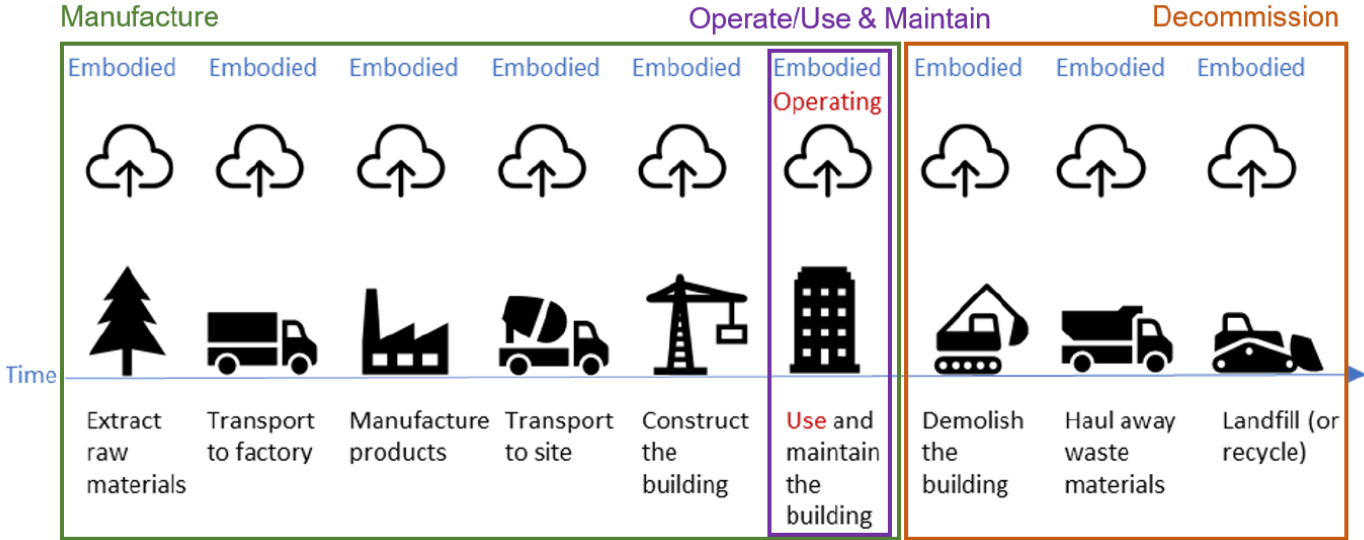 Manufacture
Operate/Use & Maintain
Decommission
Embodied
Embodied
Embodied
Embodied
Embodied
Embodied
Operating
Embodied
Embodied
Embodied
Time
Extract
raw
materials
Transport
to factory
Manufacture
products
Transport
to site
Construct
the
building
Use and
maintain
the
building
Demolish
the
building
Haul away
waste
materials
Landfill (or
recycle)